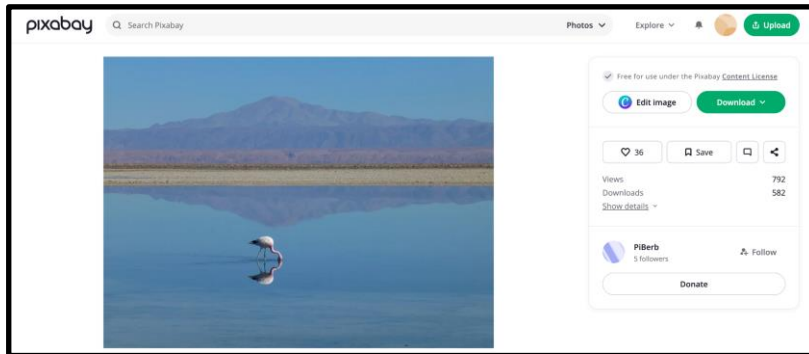 pixabay Search Pixabay Photos Explore Upload
Free for use under the Pixabay Content License
Edit image Download
36 Save
Views 792
Downloads 582
Show details
PiBerb
5 followers
Follow
Donate